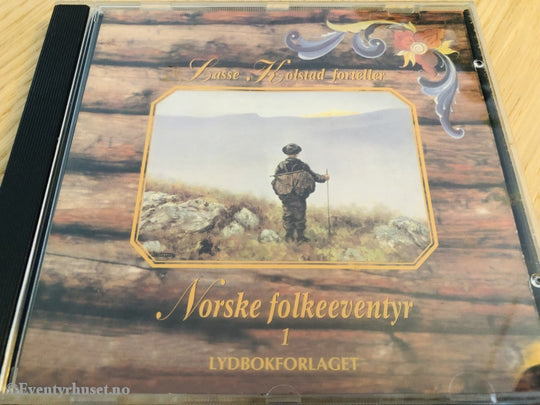 Lasse Kolstad forteller
Norske folkeeventyr
1
LYDBOKFORLAGET
© Eventyrhuset.no